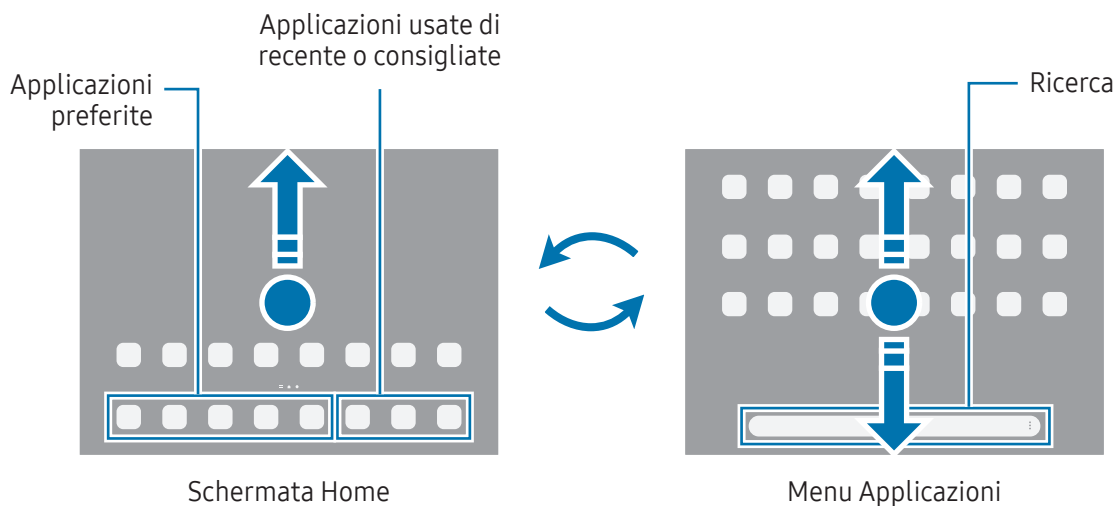 Applicazioni usate di
recente o consigliate
Applicazioni
preferite
Ricerca
Schermata Home
Menu Applicazioni